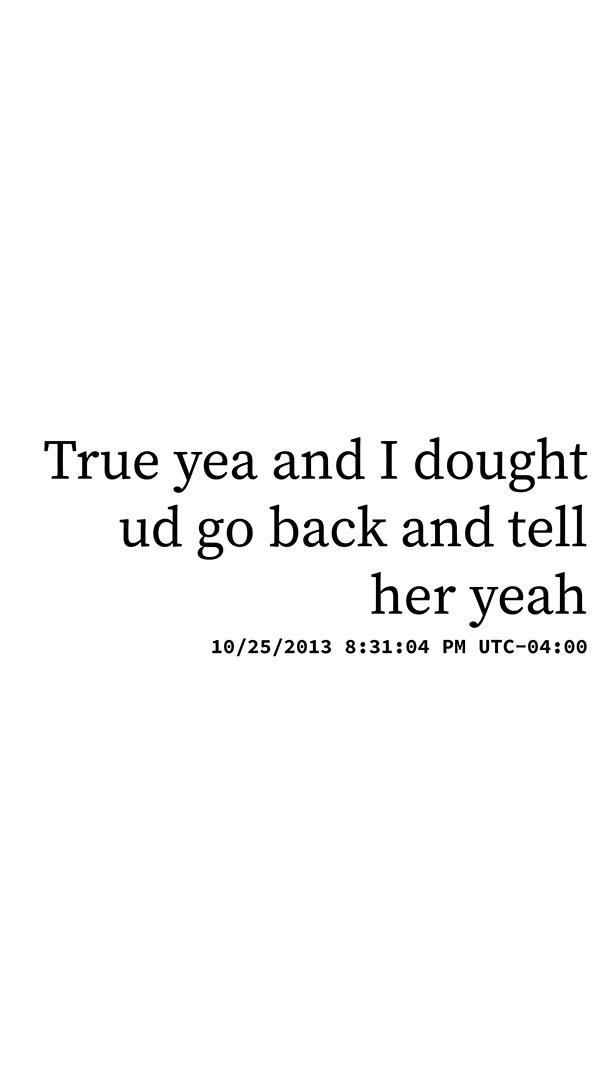 True yea and I dought
ud go back and tell
her yeah
10/25/2013 8:31:04 PM UTC−04:00